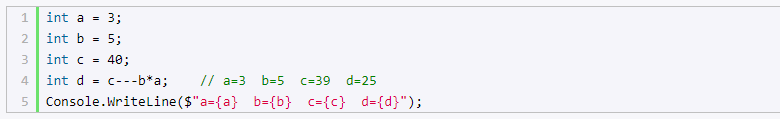 1 int a = 3;
2 int b = 5;
3 int c = 40;
4 int d = c---b*a;    // a=3  b=5  c=39  d=25
5 Console.WriteLine($"a={a}  b={b}  c={c}  d={d}");